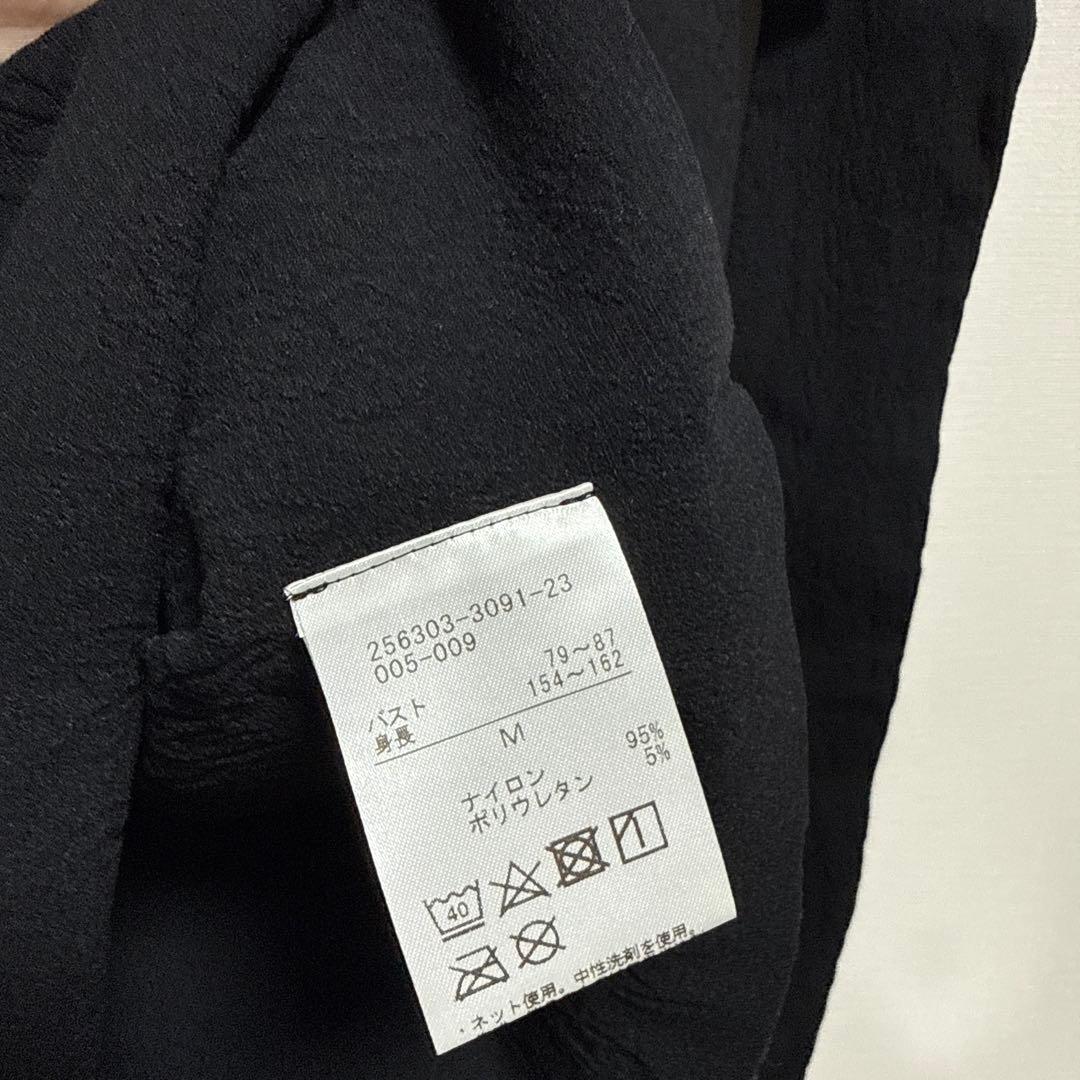 256303-3091-23
005-009
バスト 79～87
身長 154～162
M
ナイロン 95%
ポリウレタン 5%
40
・ネット使用。中性洗剤を使用。